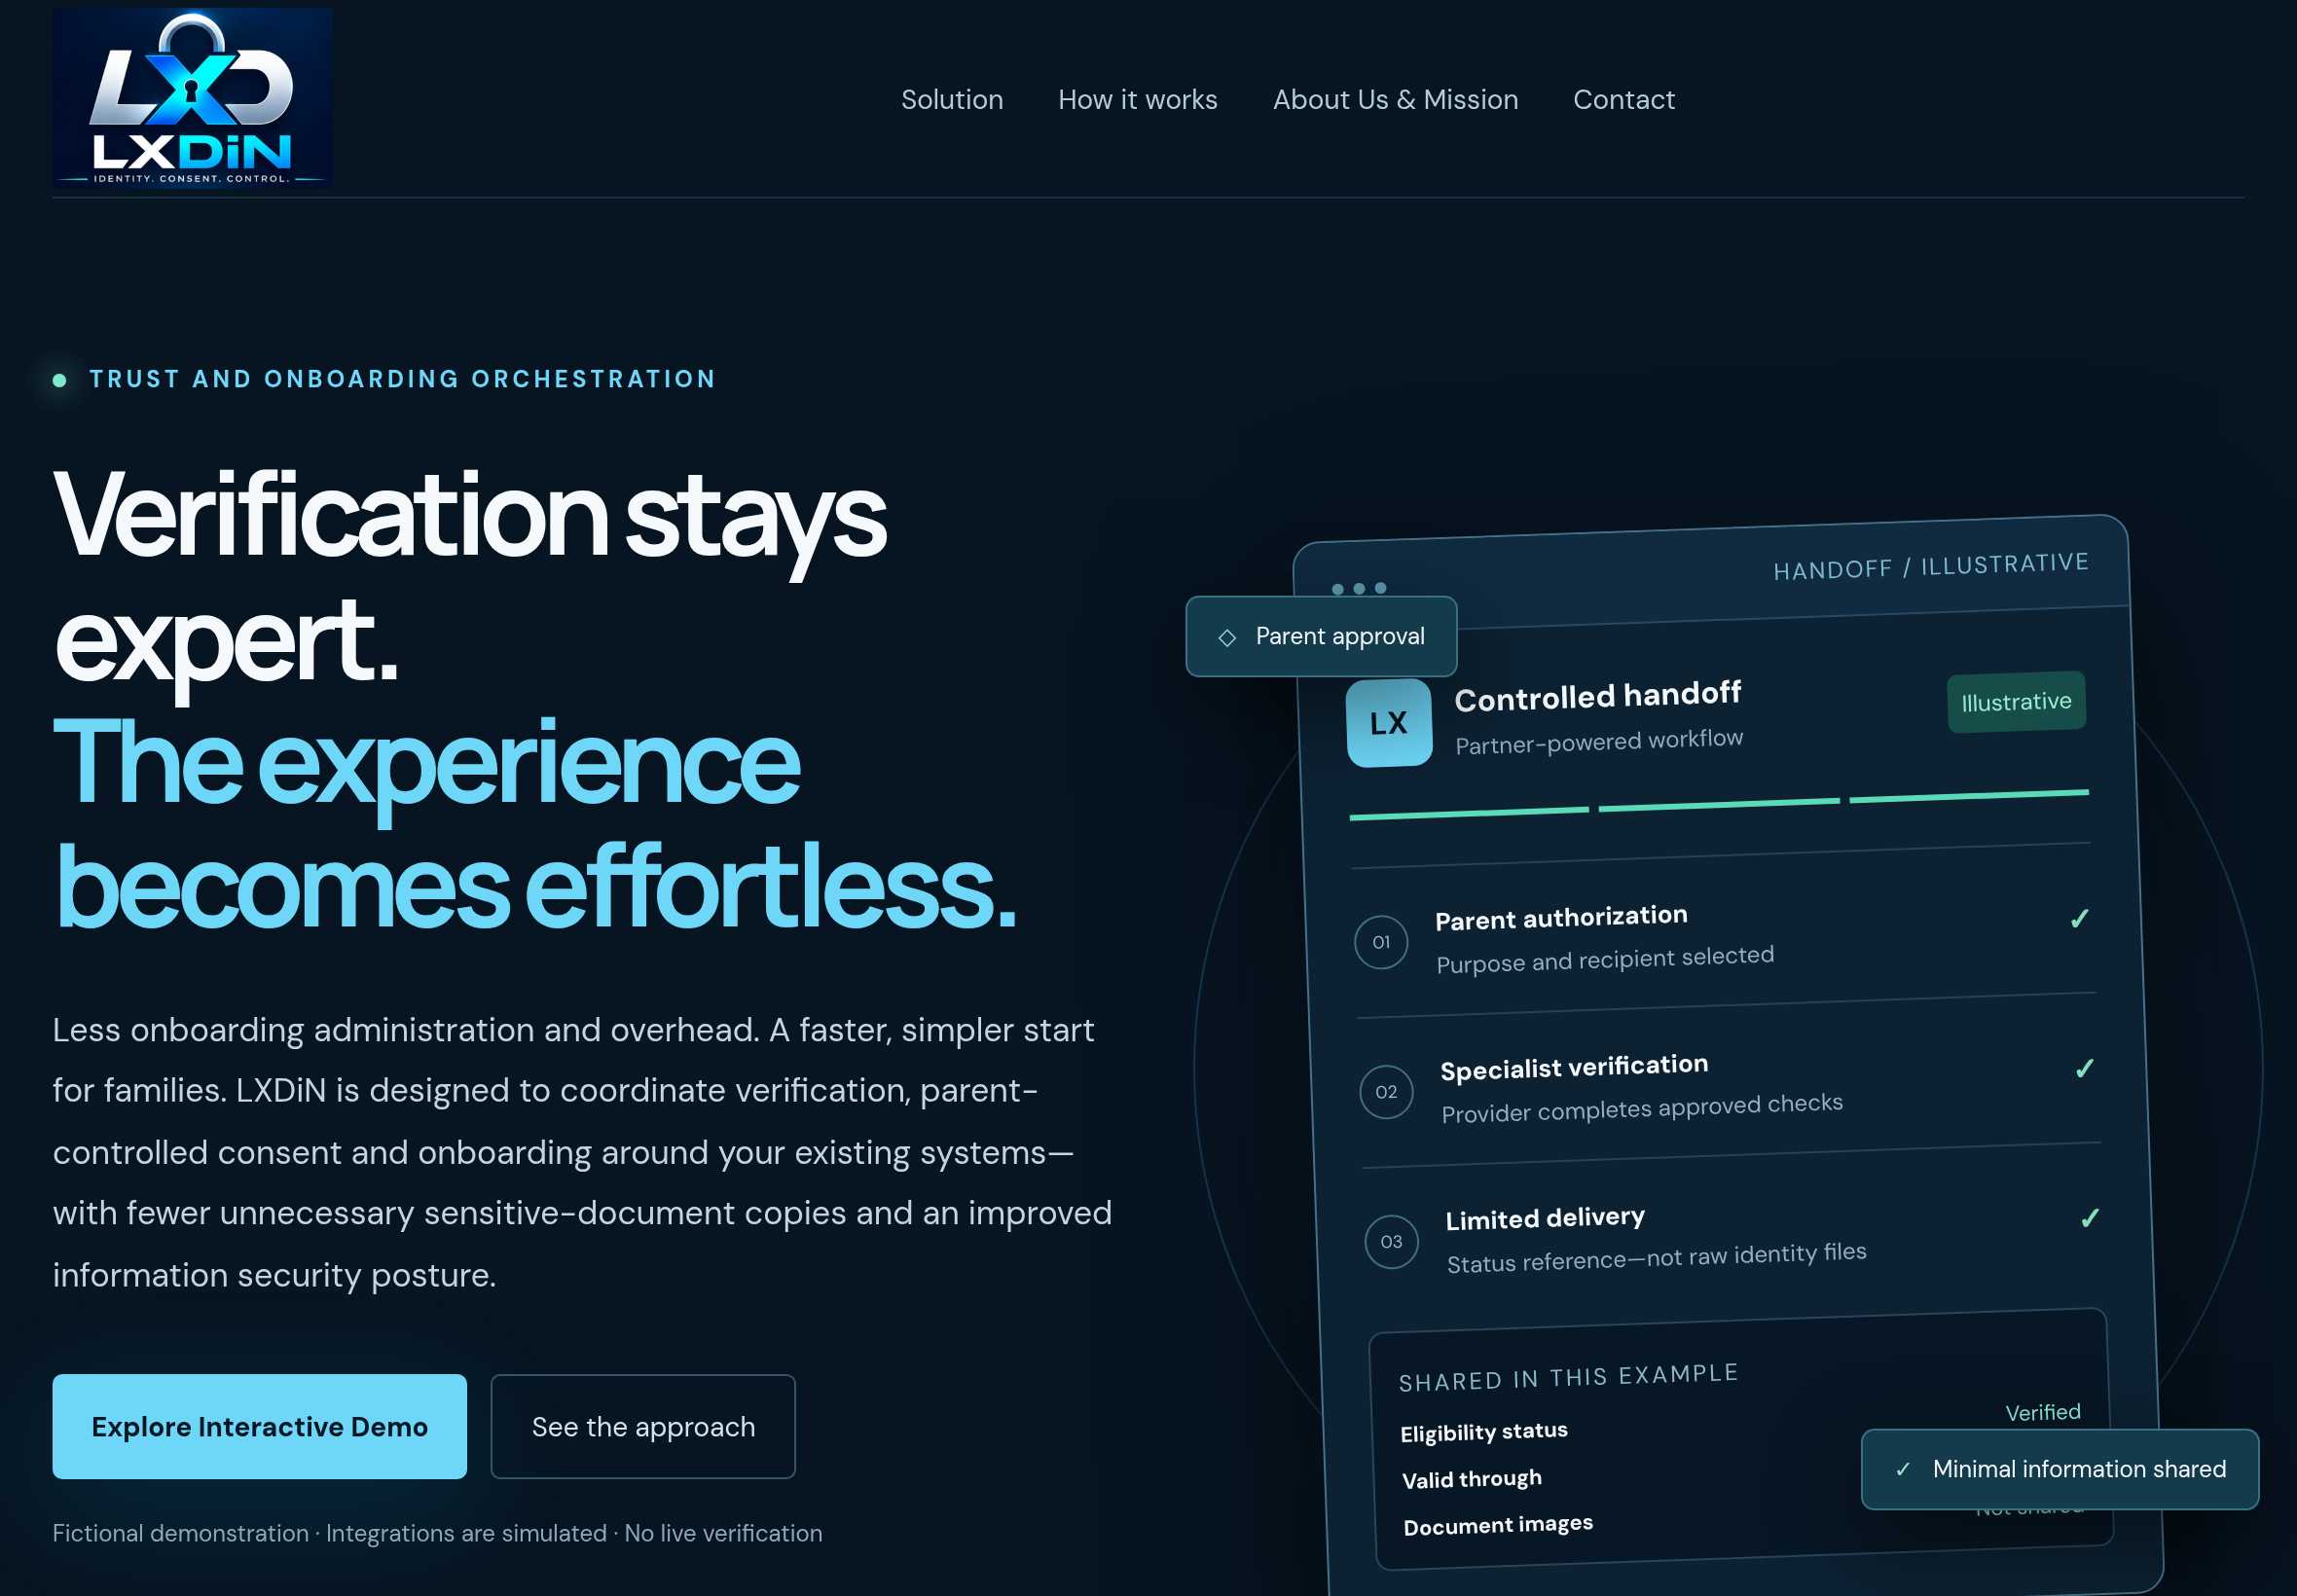 LXD
LXDiN
IDENTITY. CONSENT. CONTROL.
Solution
How it works
About Us & Mission
Contact
TRUST AND ONBOARDING ORCHESTRATION
Verification stays
expert.
The experience
becomes effortless.
Less onboarding administration and overhead. A faster, simpler start
for families. LXDiN is designed to coordinate verification, parent-
controlled consent and onboarding around your existing systems—
with fewer unnecessary sensitive-document copies and an improved
information security posture.
Explore Interactive Demo
See the approach
Fictional demonstration · Integrations are simulated · No live verification
HANDOFF / ILLUSTRATIVE
◇ Parent approval
LX
Controlled handoff
Partner-powered workflow
Illustrative
01
Parent authorization
Purpose and recipient selected
✓
02
Specialist verification
Provider completes approved checks
✓
03
Limited delivery
Status reference—not raw identity files
✓
SHARED IN THIS EXAMPLE
Eligibility status
Verified
Valid through
Document images
Not shared
✓ Minimal information shared